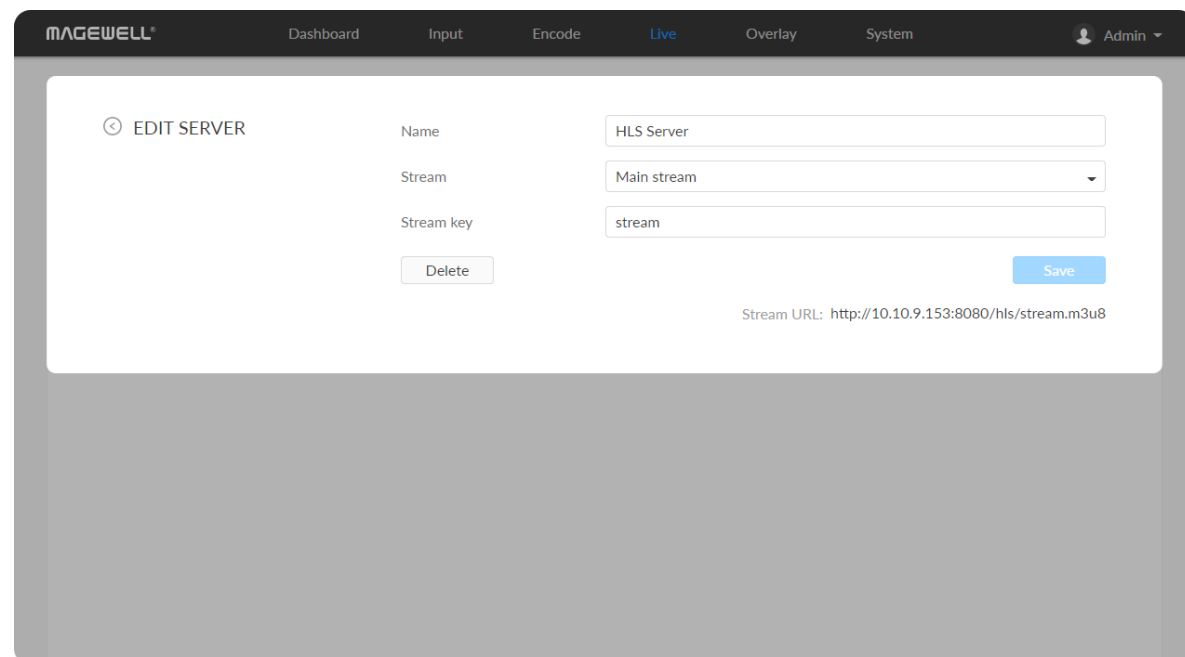 MAGEWELL® Dashboard Input Encode Live Overlay System Admin
EDIT SERVER
Name HLS Server
Stream Main stream
Stream key stream
Delete Save
Stream URL: http://10.10.9.153:8080/hls/stream.m3u8